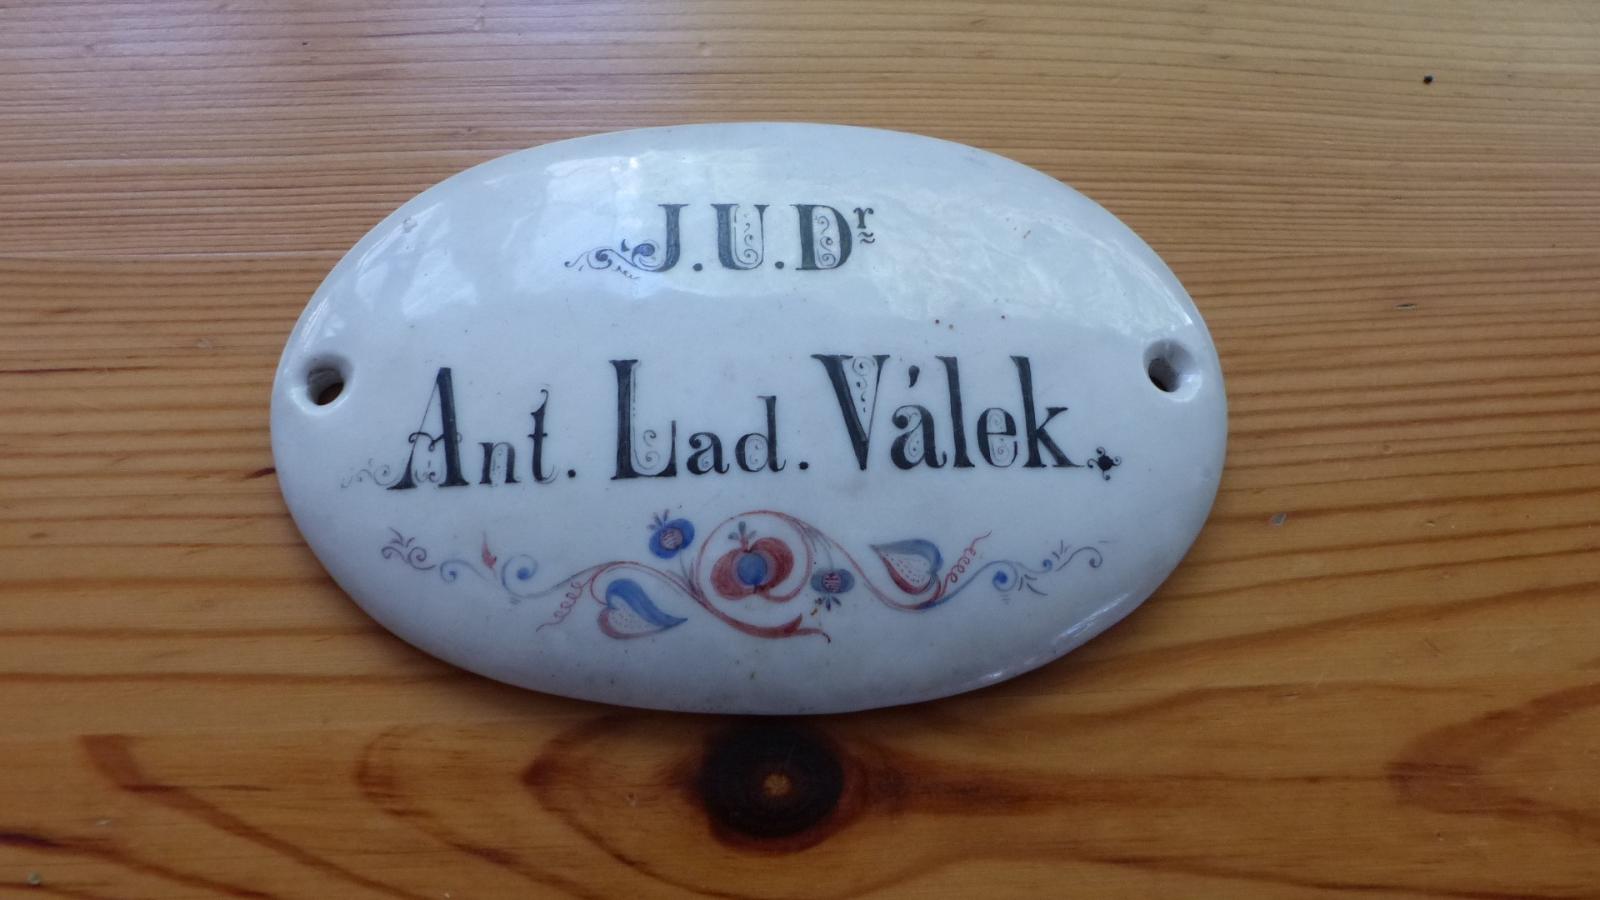 J.U.Dr
Ant. Lad. Válek.